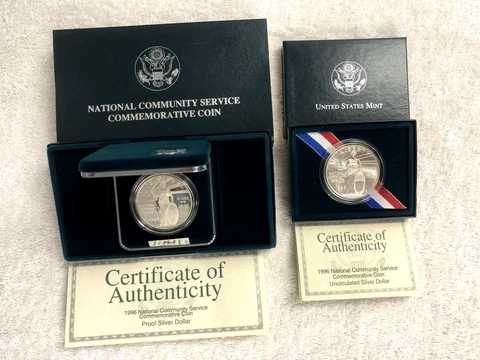 NATIONAL COMMUNITY SERVICE
COMMEMORATIVE COIN
UNITED STATES MINT
Certificate of
Authenticity
1996 National Community Service
Commemorative Coin
Proof Silver Dollar
Certificate of
Authenticity
1996 National Community Service
Commemorative Coin
Uncirculated Silver Dollar